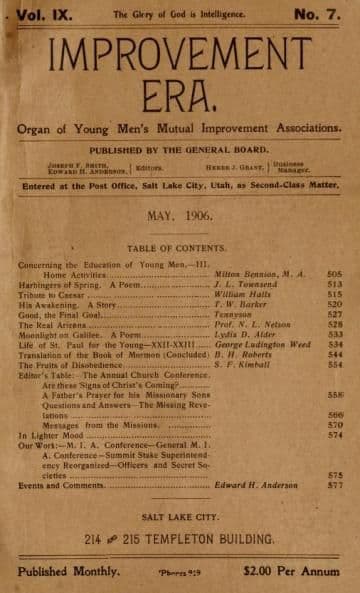 Vol. IX. The Glory of God is Intelligence. No. 7.
IMPROVEMENT
ERA.
Organ of Young Men's Mutual Improvement Associations.
PUBLISHED BY THE GENERAL BOARD.
JOSEPH F. SMITH, EDWARD H. ANDERSON, } Editors. HEBER J. GRANT, { Business Manager.
Entered at the Post Office, Salt Lake City, Utah, as Second-Class Matter.
MAY, 1906.
TABLE OF CONTENTS.
Concerning the Education of Young Men.—III.
Home Activities Milton Bennion, M. A. 505
Harbingers of Spring. A Poem J. L. Townsend 513
Tribute to Caesar William Halls 515
His Awakening. A Story T. W. Barker 520
Good, the Final Goal Tennyson 527
The Real Arizona Prof. N. L. Nelson 528
Moonlight on Galilee. A Poem Lydia D. Alder 533
Life of St. Paul for the Young—XXII-XXIII George Ludington Weed 534
Translation of the Book of Mormon (Concluded) B. H. Roberts 544
The Fruits of Disobedience S. F. Kimball 554
Editor's Table:—The Annual Church Conference.
Are these Signs of Christ's Coming?
A Father's Prayer for his Missionary Sons 558
Questions and Answers—The Missing Reve-
lations 566
Messages from the Missions. 570
In Lighter Mood 574
Our Work:—M. I. A. Conference—General M. I.
A. Conference—Summit Stake Superintend-
ency Reorganized—Officers and Secret So-
cieties 575
Events and Comments Edward H. Anderson 577
SALT LAKE CITY.
214 and 215 TEMPLETON BUILDING.
Published Monthly. 'Phones 919 $2.00 Per Annum